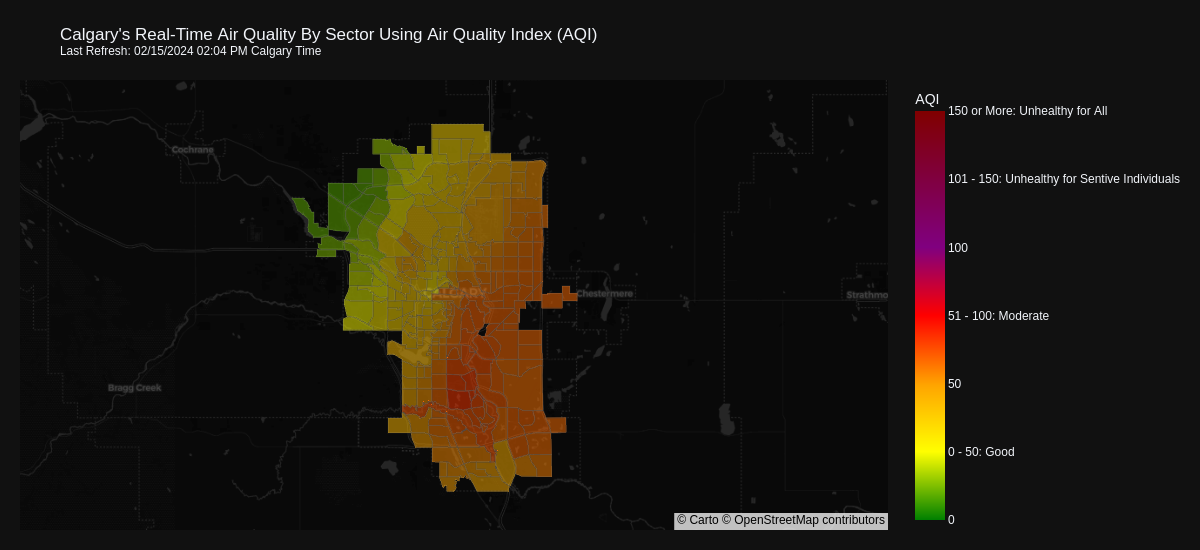 Calgary's Real-Time Air Quality By Sector Using Air Quality Index (AQI)
Last Refresh: 02/15/2024 02:04 PM Calgary Time
AQI
150 or More: Unhealthy for All
101 - 150: Unhealthy for Sentive Individuals
100
51 - 100: Moderate
50
0 - 50: Good
0
Cochrane
CALGARY
Chestermere
Strathmo
Bragg Creek
© Carto © OpenStreetMap contributors